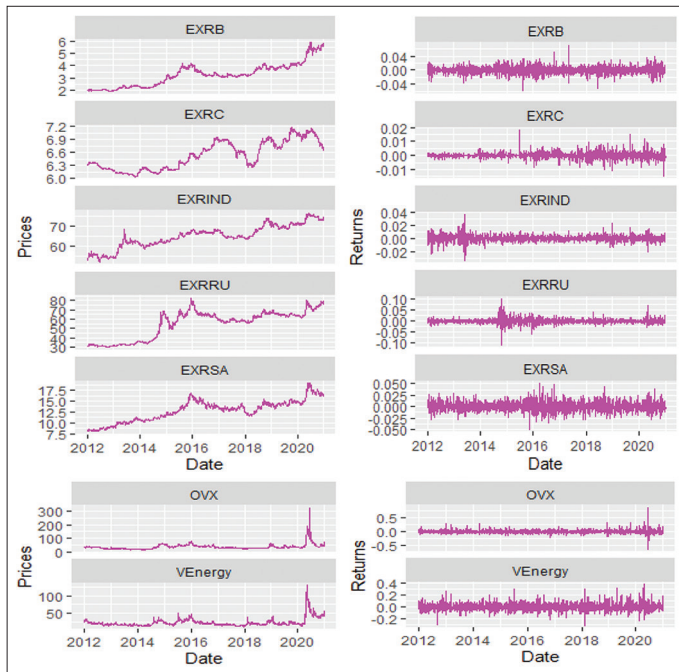 EXRB
6
5
4
3
2
EXRC
7.2
6.9
6.6
6.3
6.0
EXRIND
70
60
EXRRU
80
70
60
50
40
30
EXRSA
17.5
15.0
12.5
10.0
7.5
2012 2014 2016 2018 2020
Date
Prices
EXRB
0.04
0.00
-0.04
EXRC
0.02
0.01
0.00
-0.01
EXRIND
0.04
0.02
0.00
-0.02
EXRRU
0.10
0.05
0.00
-0.05
-0.10
EXRSA
0.050
0.025
0.000
-0.025
-0.050
2012 2014 2016 2018 2020
Date
Returns
OVX
300
200
100
0
VEnergy
100
50
2012 2014 2016 2018 2020
Date
Prices
OVX
0.5
0.0
-0.5
VEnergy
0.4
0.2
0.0
-0.2
2012 2014 2016 2018 2020
Date
Returns